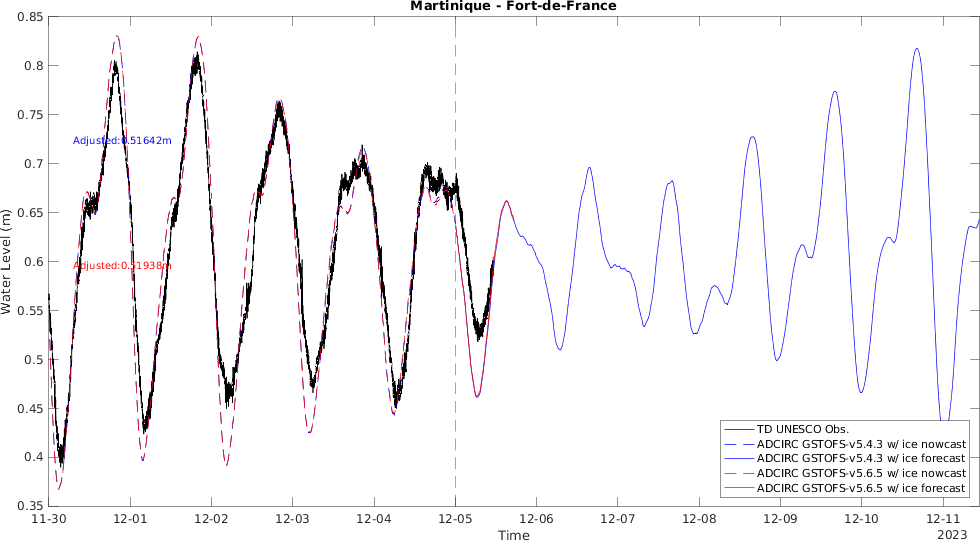 Martinique - Fort-de-France
0.85
0.8
0.75
0.7
0.65
0.6
0.55
0.5
0.45
0.4
0.35
Water Level (m)
Adjusted:0.51642m
Adjusted:0.51938m
TD UNESCO Obs.
ADCIRC GSTOFS-v5.4.3 w/ ice nowcast
ADCIRC GSTOFS-v5.4.3 w/ ice forecast
ADCIRC GSTOFS-v5.6.5 w/ ice nowcast
ADCIRC GSTOFS-v5.6.5 w/ ice forecast
11-30 12-01 12-02 12-03 12-04 12-05 12-06 12-07 12-08 12-09 12-10 12-11
Time
2023